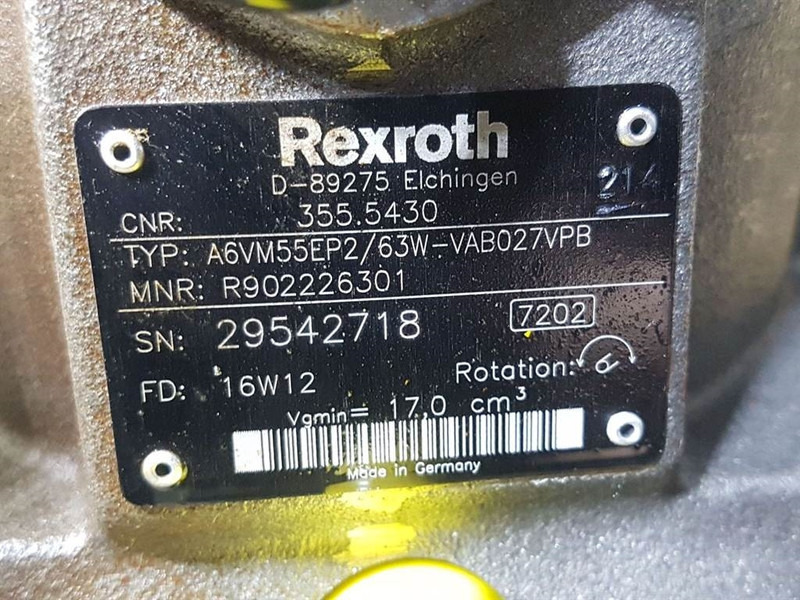 Rexroth
D-89275 Elchingen
214
CNR: 355.5430
TYP: A6VM55EP2/63W-VAB027VPB
MNR: R902226301
SN: 29542718 7202
FD: 16W12 Rotation:
Vgmin= 17,0 cm³
Made in Germany